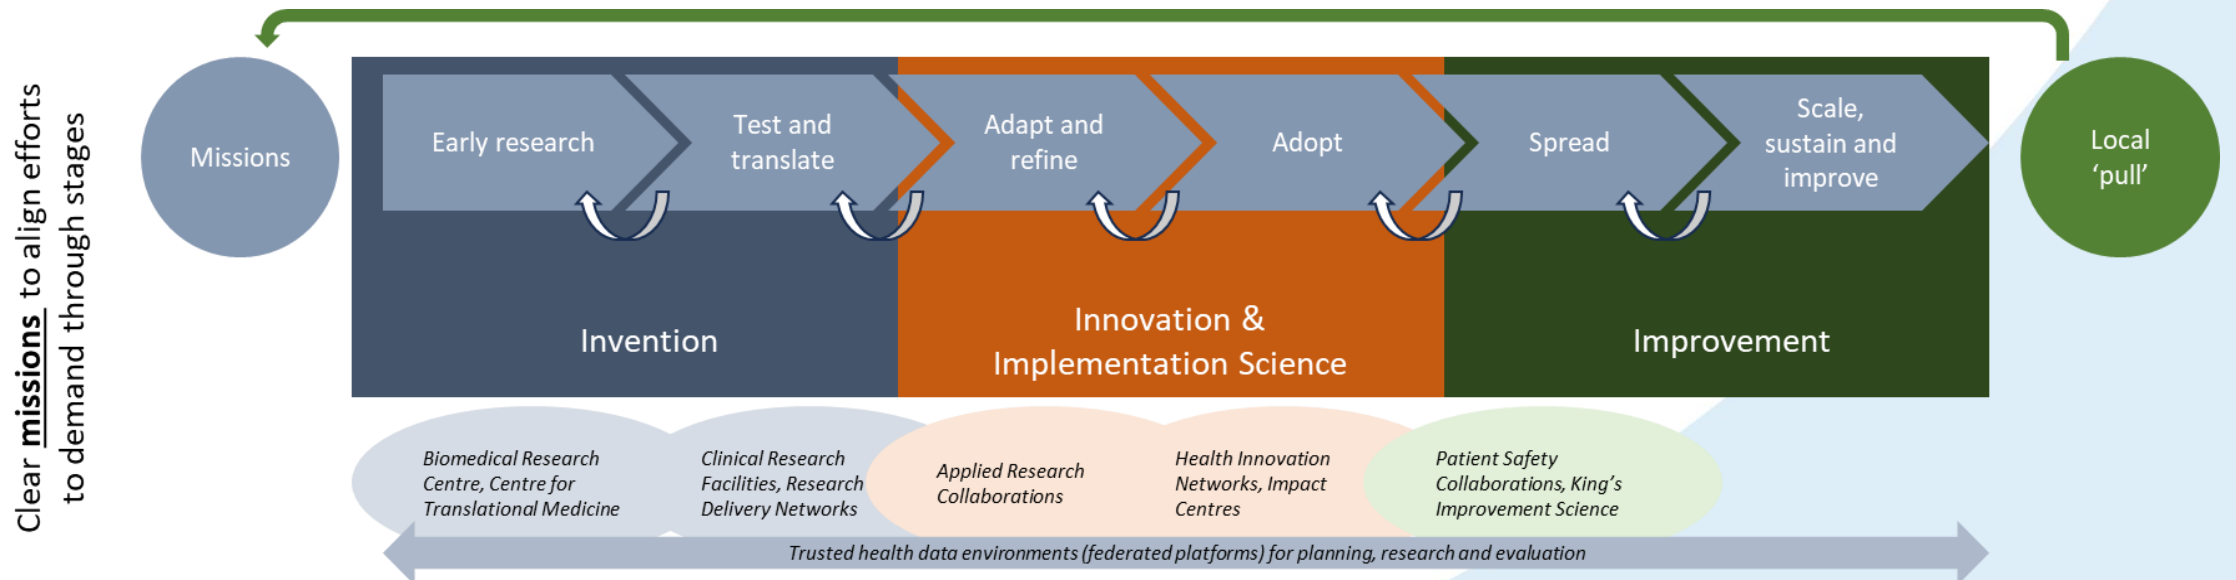 Clear missions to align efforts
to demand through stages
Missions
Early research
Test and
translate
Adapt and
refine
Adopt
Spread
Scale,
sustain and
improve
Local
‘pull’
Invention
Innovation &
Implementation Science
Improvement
Biomedical Research
Centre, Centre for
Translational Medicine
Clinical Research
Facilities, Research
Delivery Networks
Applied Research
Collaborations
Health Innovation
Networks, Impact
Centres
Patient Safety
Collaborations, King’s
Improvement Science
Trusted health data environments (federated platforms) for planning, research and evaluation